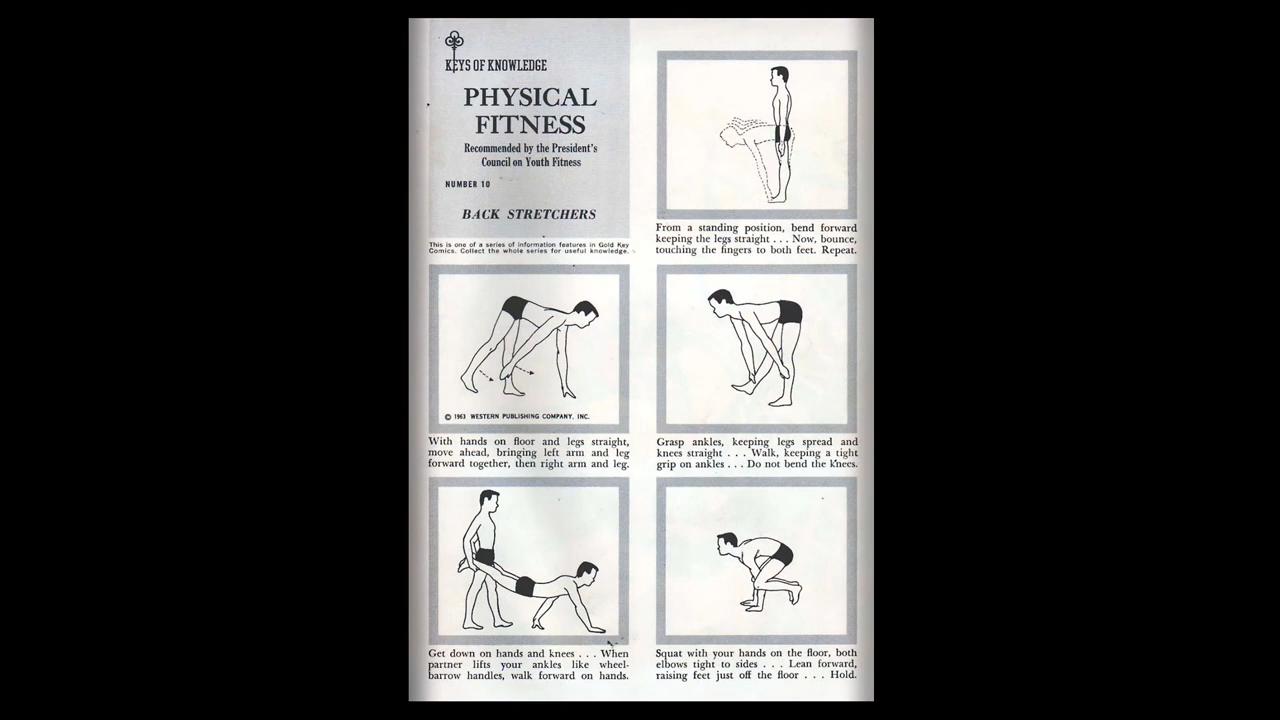 KEYS OF KNOWLEDGE
PHYSICAL
FITNESS
Recommended by the President's
Council on Youth Fitness
NUMBER 10
BACK STRETCHERS
This is one of a series of information features in Gold Key
Comics. Collect the whole series for useful knowledge.
From a standing position, bend forward
keeping the legs straight . . . Now, bounce,
touching the fingers to both feet. Repeat.
© 1963 WESTERN PUBLISHING COMPANY, INC.
With hands on floor and legs straight,
move ahead, bringing left arm and leg
forward together, then right arm and leg.
Grasp ankles, keeping legs spread and
knees straight . . . Walk, keeping a tight
grip on ankles . . . Do not bend the knees.
Get down on hands and knees . . . When
partner lifts your ankles like wheel-
barrow handles, walk forward on hands.
Squat with your hands on the floor, both
elbows tight to sides . . . Lean forward,
raising feet just off the floor . . . Hold.